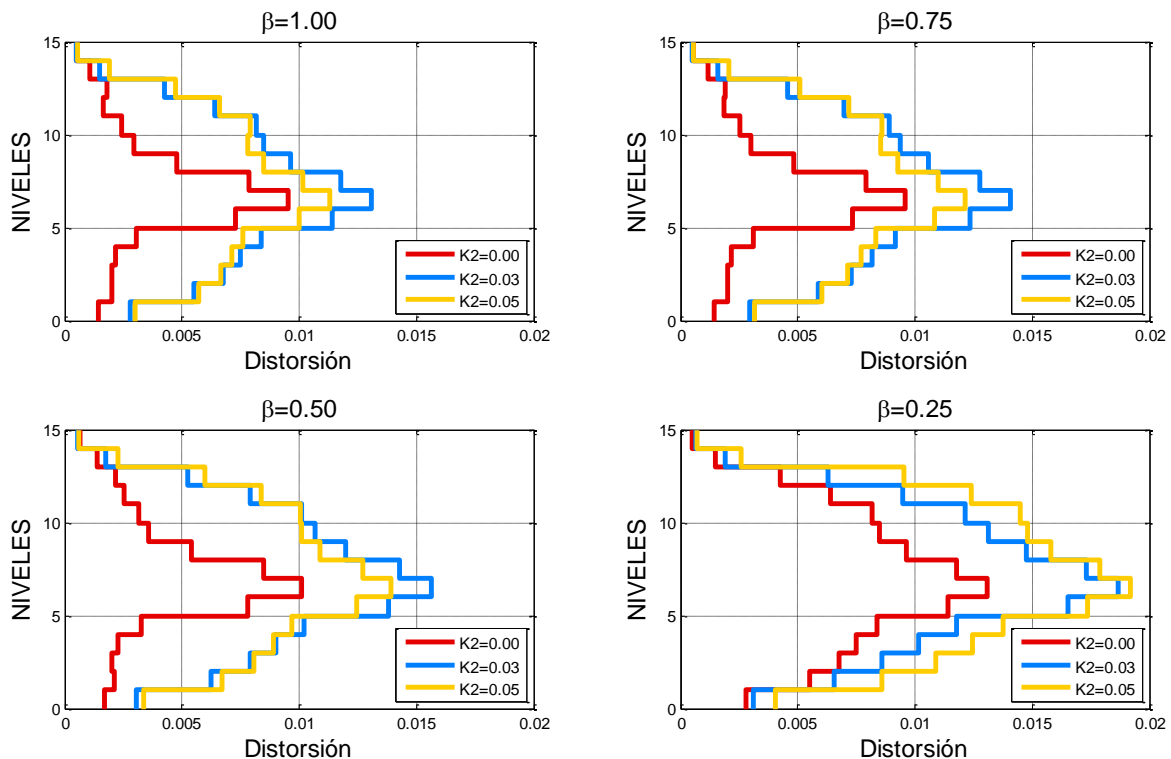 β=1.00
15
10
5
0
NIVELES
0
0.005
0.01
0.015
0.02
Distorsión
K2=0.00
K2=0.03
K2=0.05
β=0.75
15
10
5
0
NIVELES
0
0.005
0.01
0.015
0.02
Distorsión
K2=0.00
K2=0.03
K2=0.05
β=0.50
15
10
5
0
NIVELES
0
0.005
0.01
0.015
0.02
Distorsión
K2=0.00
K2=0.03
K2=0.05
β=0.25
15
10
5
0
NIVELES
0
0.005
0.01
0.015
0.02
Distorsión
K2=0.00
K2=0.03
K2=0.05